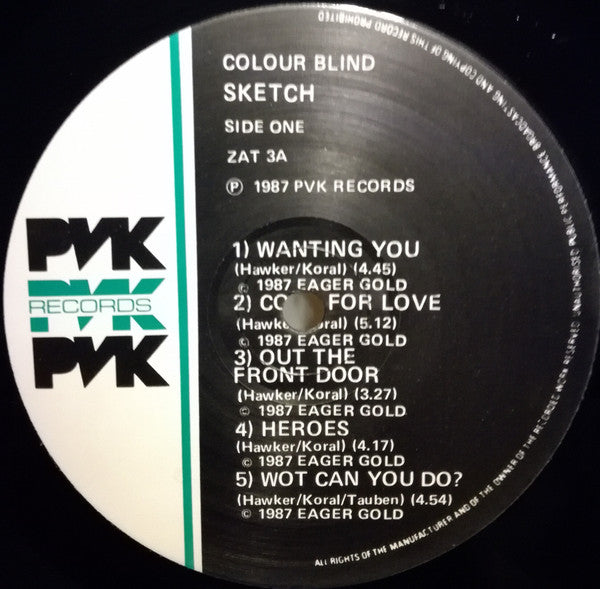 COLOUR BLIND
SKETCH
SIDE ONE
ZAT 3A
Ⓟ 1987 PVK RECORDS
PVK
PVK
RECORDS
PVK
1) WANTING YOU
(Hawker/Koral) (4.45)
© 1987 EAGER GOLD
2) FOR LOVE
(5.12)
© 1987 EAGER GOLD
3) OUT THE
FRONT DOOR
(Hawker/Koral) (3.27)
© 1987 EAGER GOLD
4) HEROES
(Hawker/Koral) (4.17)
© 1987 EAGER GOLD
5) WOT CAN YOU DO?
(Hawker/Koral/Tauben) (4.54)
© 1987 EAGER GOLD
ALL RIGHTS OF THE MANUFACTURER AND OF THE OWNER OF THE RECORDED WORK RESERVED UNAUTHORISED PUBLIC PERFORMANCE BROADCASTING AND COPYING OF THIS RECORD PROHIBITED